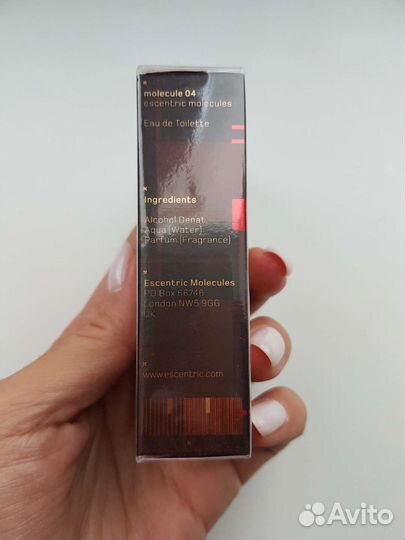 molecule 04
escentric molecules
Eau de Toilette
Ingredients
Alcohol Denat.
Aqua (Water)
Parfum (Fragrance)
Escentric Molecules
PO Box 66746
London NW5 9GG
UK
www.escentric.com
Avito